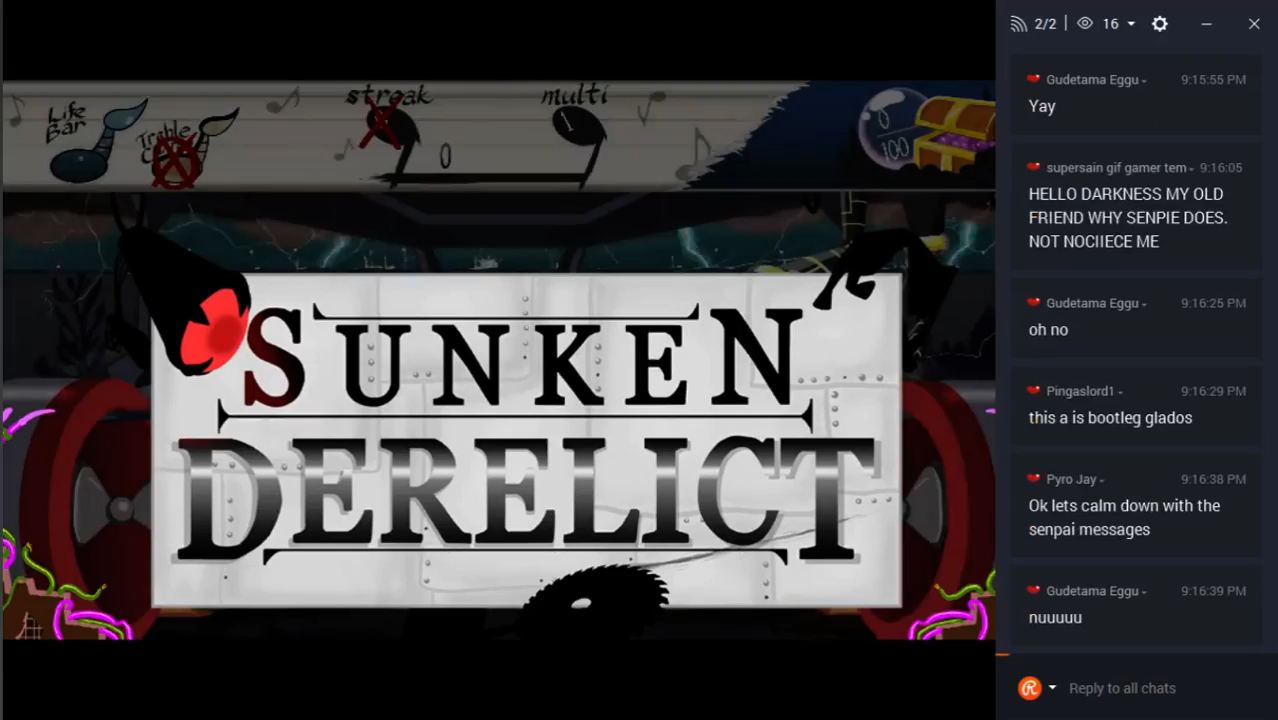 Life
Bar
Treble
streak
0
multi
1
0
100
SUNKEN
DERELICT
2/2
16
Gudetama Eggu 9:15:55 PM
Yay
supersain gif gamer tem 9:16:05
HELLO DARKNESS MY OLD
FRIEND WHY SENPIE DOES.
NOT NOCIIECE ME
Gudetama Eggu 9:16:25 PM
oh no
Pingaslord1 9:16:29 PM
this a is bootleg glados
Pyro Jay 9:16:38 PM
Ok lets calm down with the
senpai messages
Gudetama Eggu 9:16:39 PM
nuuuuu
Reply to all chats